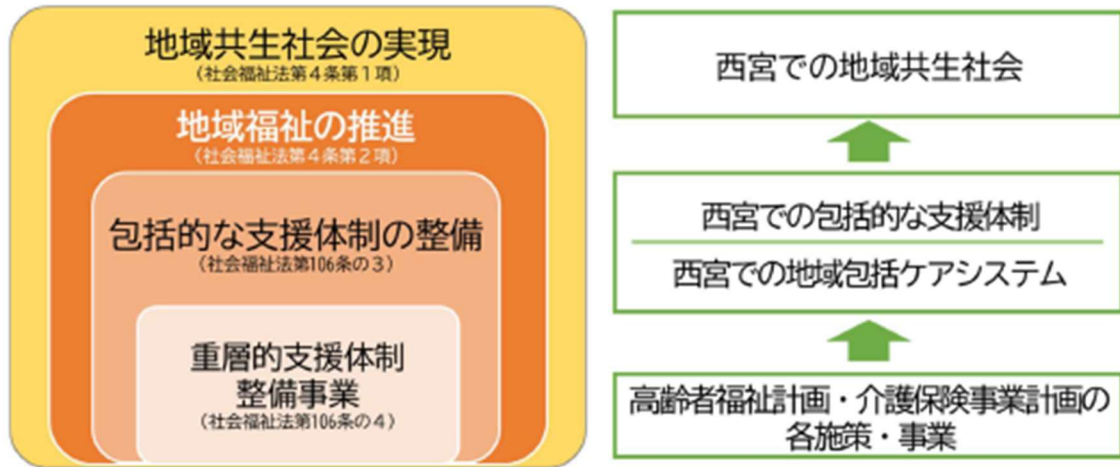 地域共生社会の実現
(社会福祉法第4条第1項)
地域福祉の推進
(社会福祉法第4条第2項)
包括的な支援体制の整備
(社会福祉法第106条の3)
重層的支援体制
整備事業
(社会福祉法第106条の4)
西宮での地域共生社会
西宮での包括的な支援体制
西宮での地域包括ケアシステム
高齢者福祉計画・介護保険事業計画の
各施策・事業